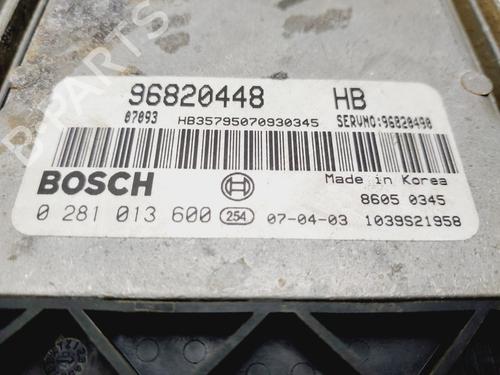 96820448 HB
07093 HB35795070930345 SERVNO:96820490
BOSCH
Made in Korea
8605 0345
0 281 013 600 254 07-04-03 1039S21958
B-PARTS